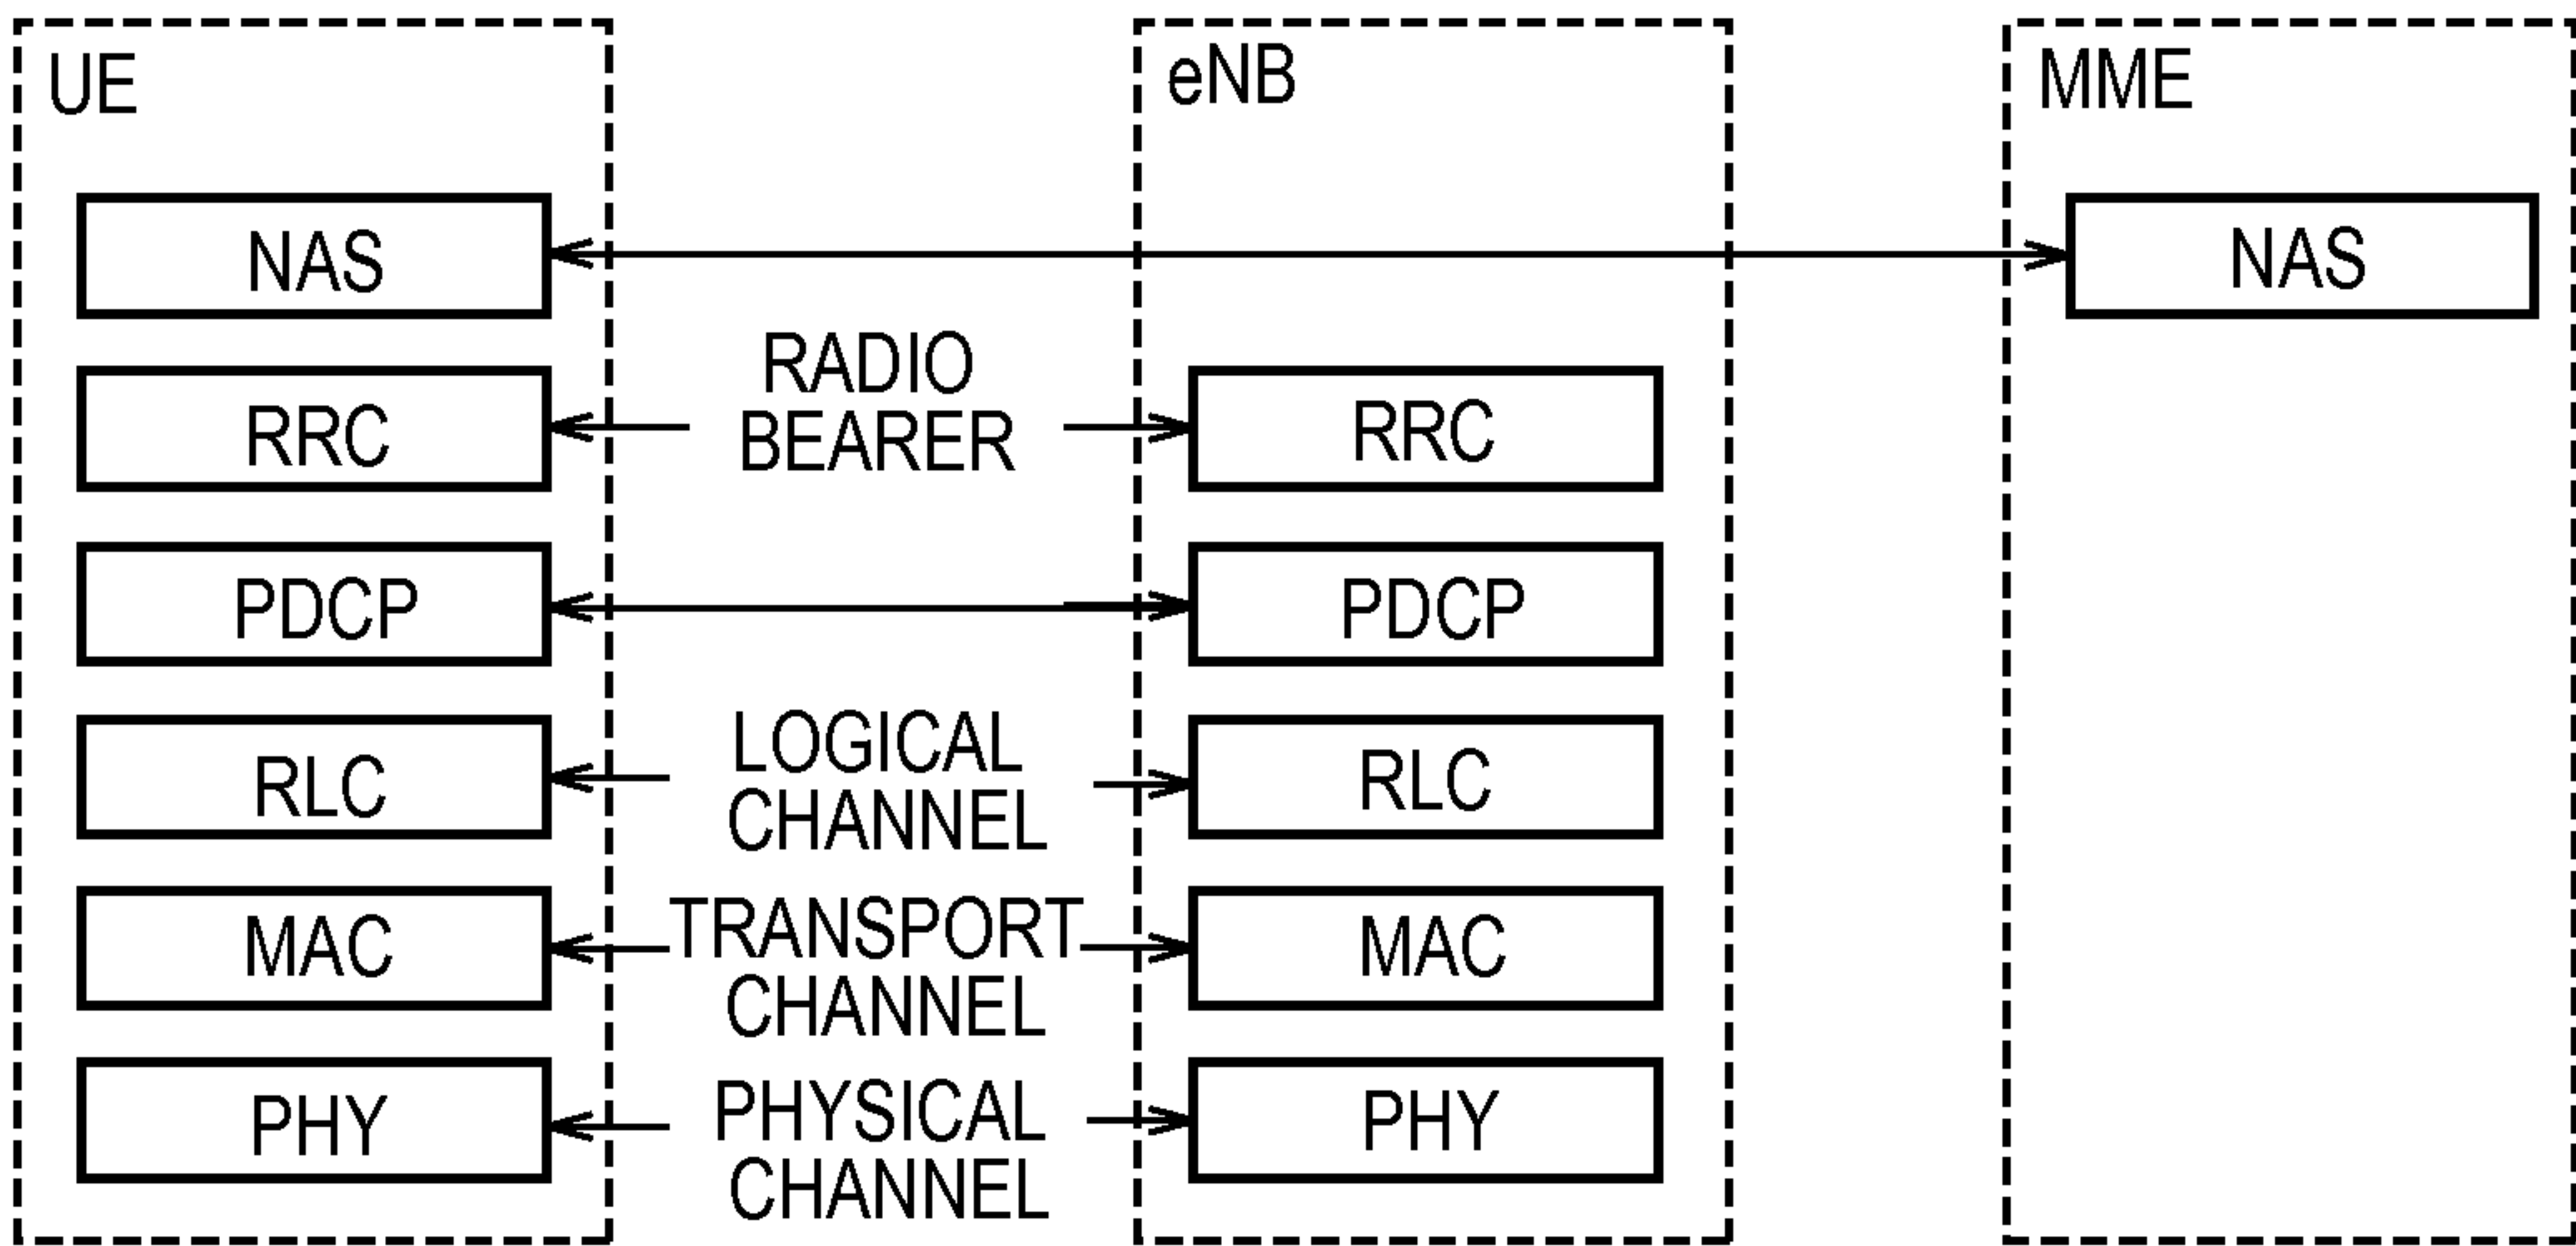 UE
eNB
MME
NAS
NAS
RADIO
BEARER
RRC
RRC
PDCP
PDCP
LOGICAL
CHANNEL
RLC
RLC
TRANSPORT
CHANNEL
MAC
MAC
PHYSICAL
CHANNEL
PHY
PHY